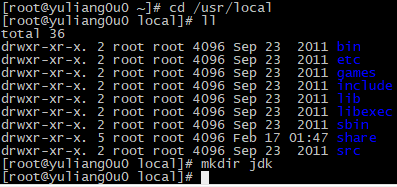 [root@yuliang0u0 ~]# cd /usr/local
[root@yuliang0u0 local]# ll
total 36
drwxr-xr-x. 2 root root 4096 Sep 23  2011 bin
drwxr-xr-x. 2 root root 4096 Sep 23  2011 etc
drwxr-xr-x. 2 root root 4096 Sep 23  2011 games
drwxr-xr-x. 2 root root 4096 Sep 23  2011 include
drwxr-xr-x. 2 root root 4096 Sep 23  2011 lib
drwxr-xr-x. 2 root root 4096 Sep 23  2011 libexec
drwxr-xr-x. 2 root root 4096 Sep 23  2011 sbin
drwxr-xr-x. 5 root root 4096 Feb 17 01:47 share
drwxr-xr-x. 2 root root 4096 Sep 23  2011 src
[root@yuliang0u0 local]# mkdir jdk
[root@yuliang0u0 local]#